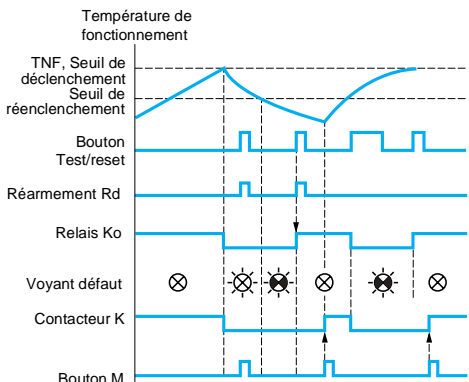 Température de
fonctionnement
TNF, Seuil de
déclenchement
Seuil de
réenclenchement
Bouton
Test/reset
Réarmement Rd
Relais Ko
Voyant défaut
Contacteur K
Bouton M